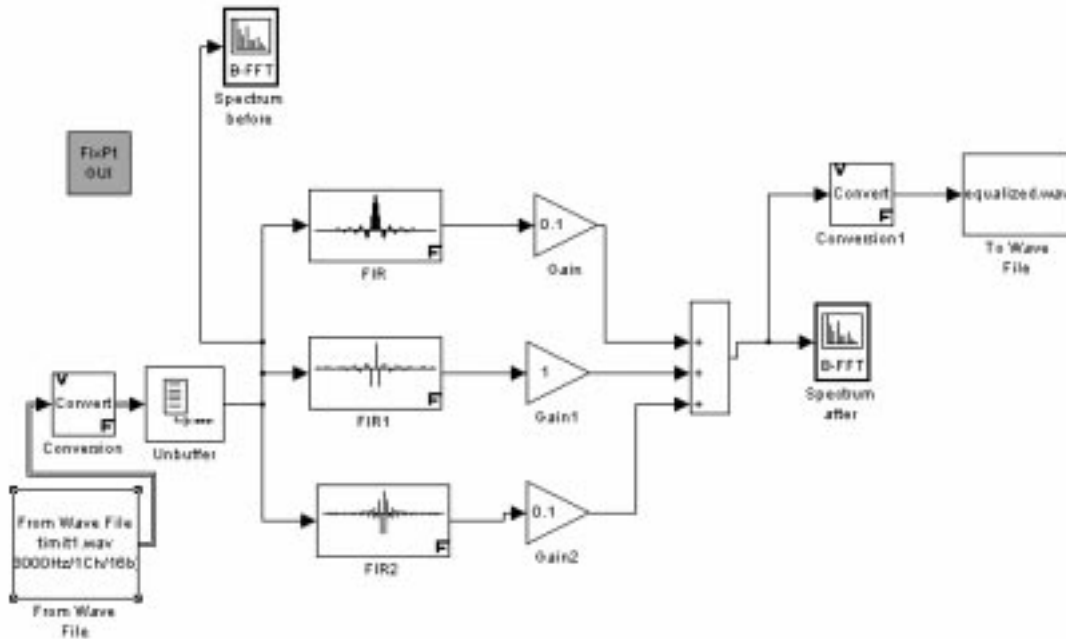 B-FFT
Spectrum
before
FixPt
GUI
FIR
F
0.1
Gain
V
Convert
F
Conversion1
equalized.wav
To Wave
File
FIR1
F
1
Gain1
B-FFT
Spectrum
after
V
Convert
F
Conversion
Unbuffer
FIR2
F
0.1
Gain2
+
+
+
From Wave File
timit1.wav
8000Hz/1Ch/16b
From Wave
File